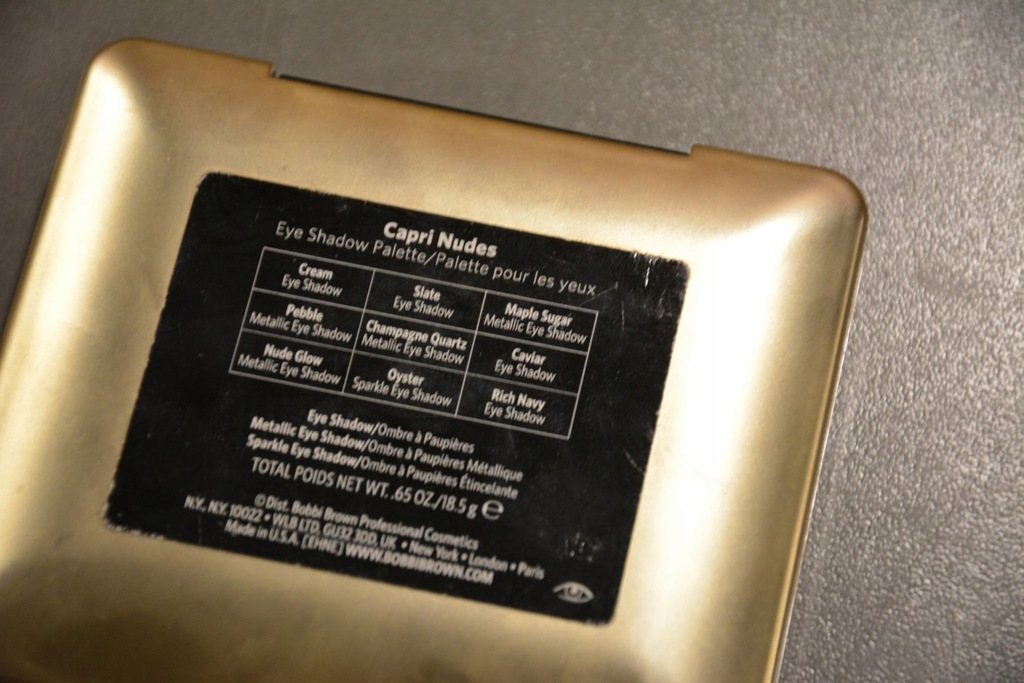 Capri Nudes
Eye Shadow Palette/Palette pour les yeux
Cream
Eye Shadow
Slate
Eye Shadow
Maple Sugar
Metallic Eye Shadow
Pebble
Metallic Eye Shadow
Champagne Quartz
Metallic Eye Shadow
Caviar
Eye Shadow
Nude Glow
Metallic Eye Shadow
Oyster
Sparkle Eye Shadow
Rich Navy
Eye Shadow
Eye Shadow/Ombre à Paupières
Metallic Eye Shadow/Ombre à Paupières Métallique
Sparkle Eye Shadow/Ombre à Paupières Étincelante
TOTAL POIDS NET WT. .65 OZ./18.5 g ℮
©Dist. Bobbi Brown Professional Cosmetics
N.Y., N.Y. 10022 • WLB LTD. GU32 3DD, UK • New York • London • Paris
Made in U.S.A. [EHNE] WWW.BOBBIBROWN.COM